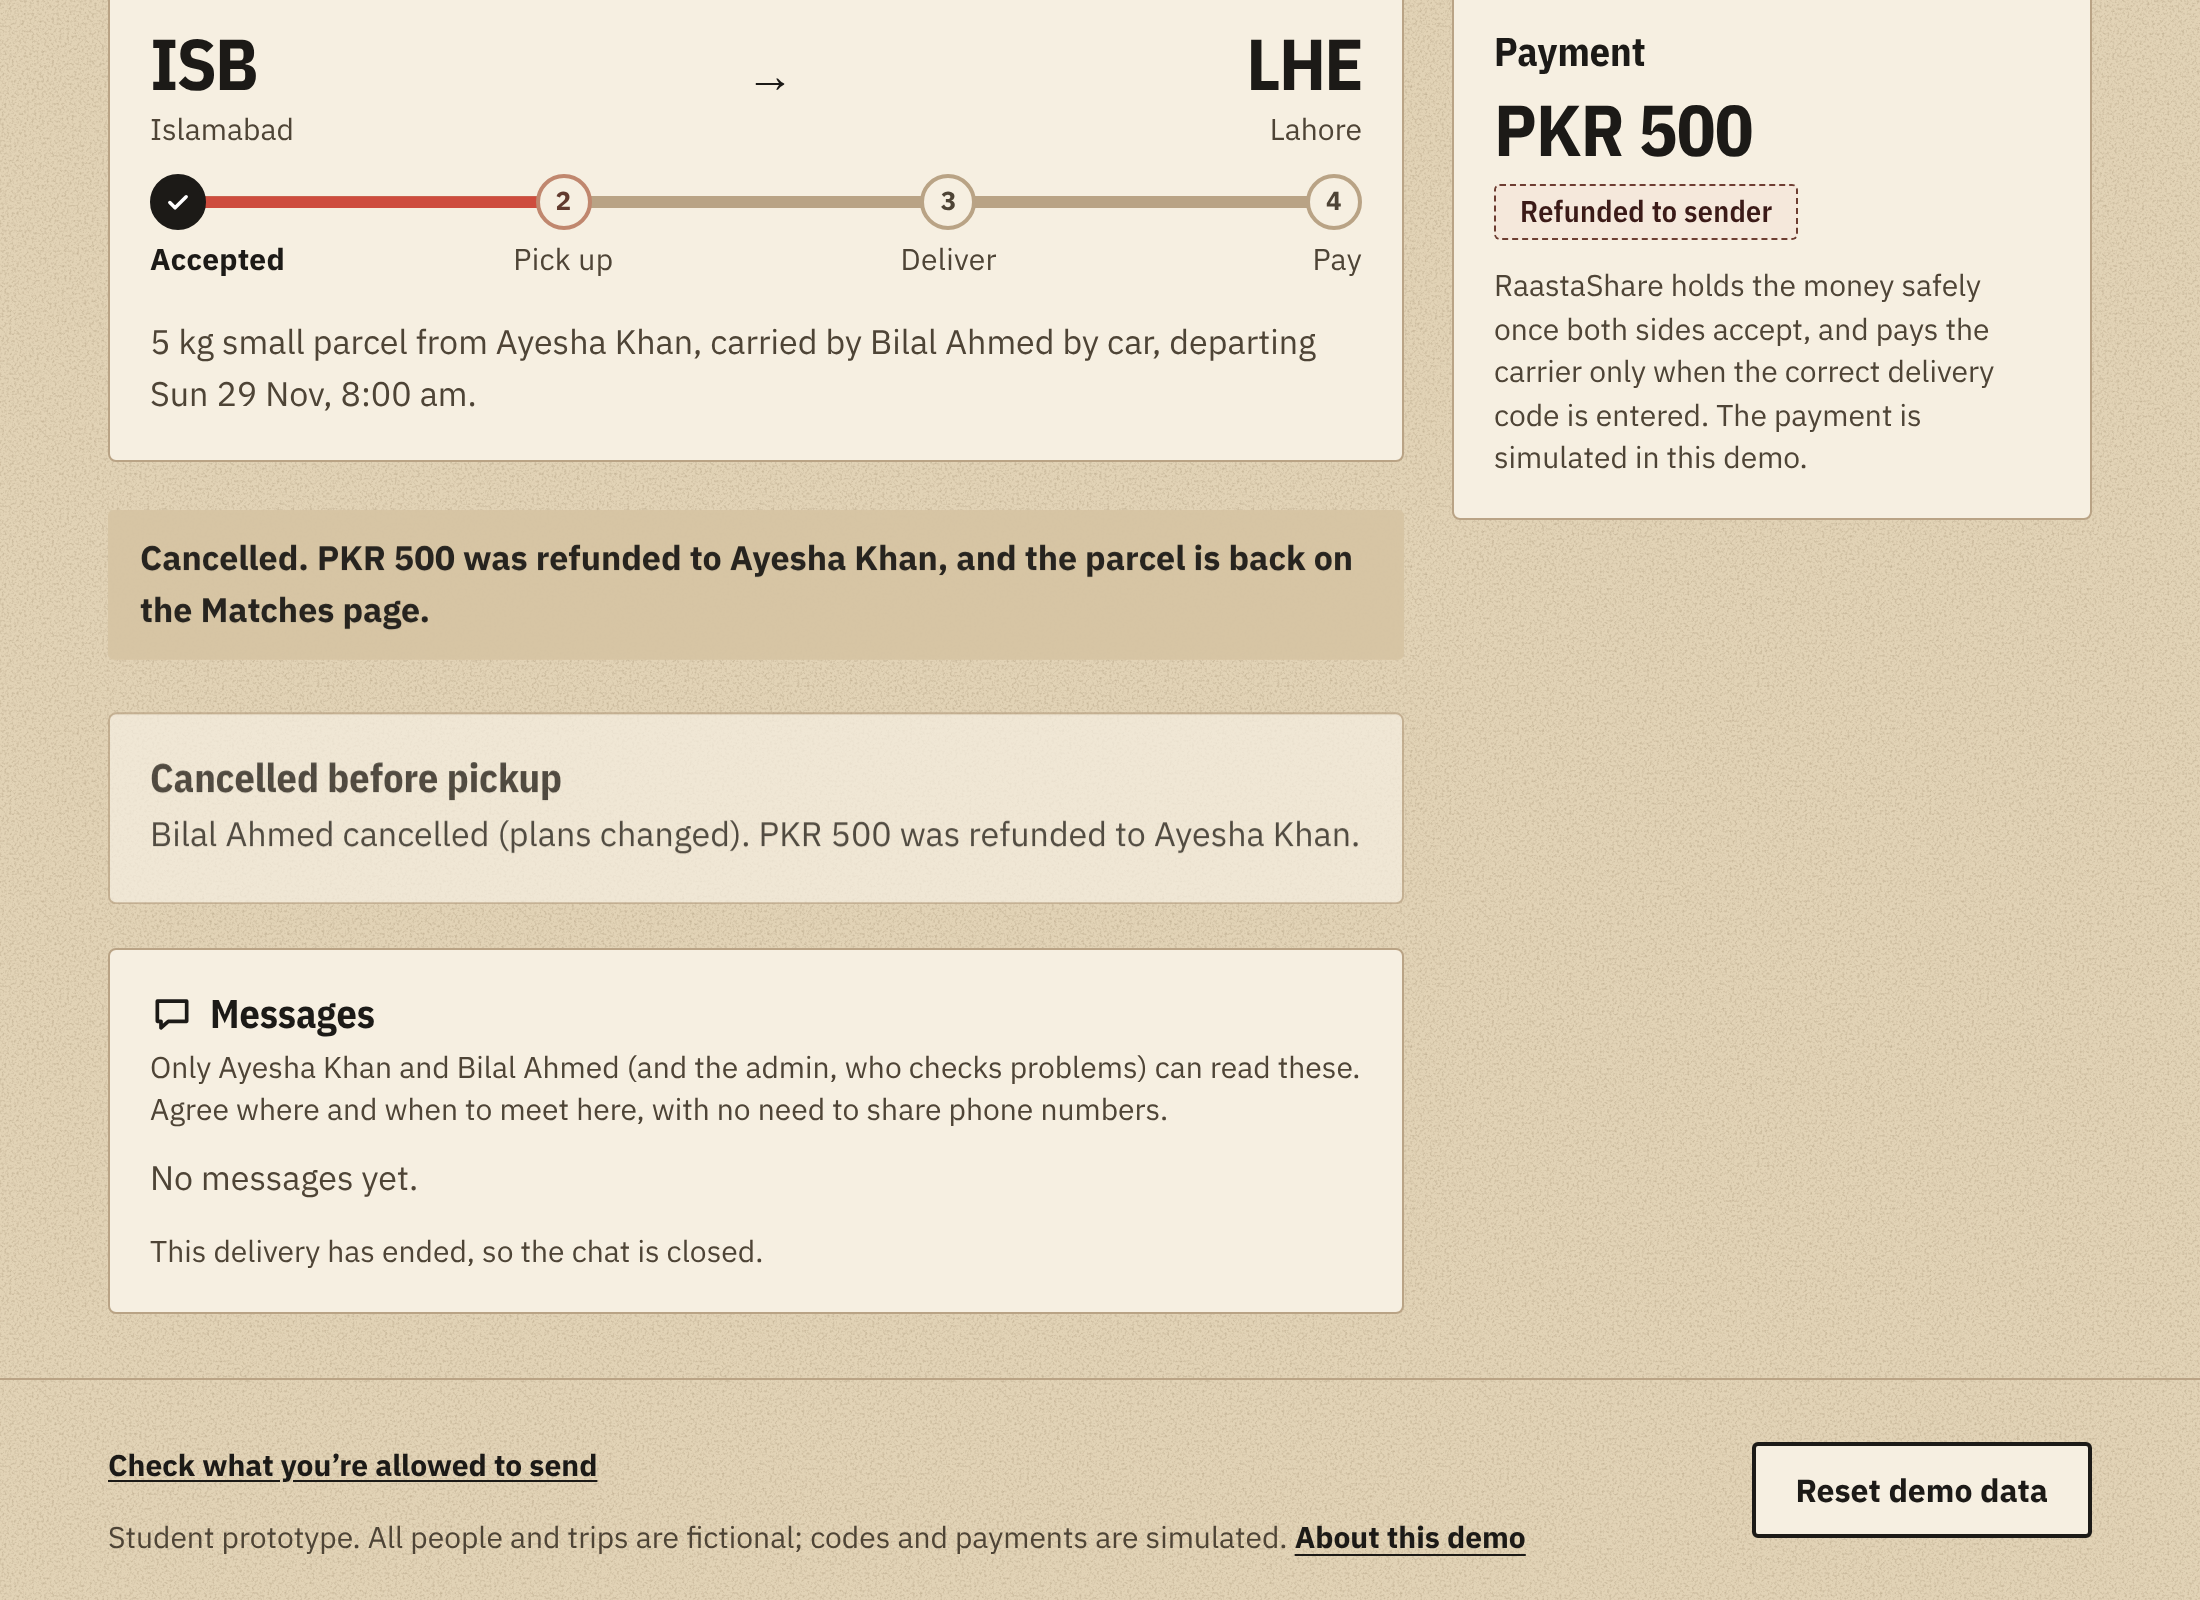 ISB → LHE
Islamabad Lahore
2 3 4
Accepted Pick up Deliver Pay
5 kg small parcel from Ayesha Khan, carried by Bilal Ahmed by car, departing
Sun 29 Nov, 8:00 am.
Payment
PKR 500
Refunded to sender
RaastaShare holds the money safely
once both sides accept, and pays the
carrier only when the correct delivery
code is entered. The payment is
simulated in this demo.
Cancelled. PKR 500 was refunded to Ayesha Khan, and the parcel is back on
the Matches page.
Cancelled before pickup
Bilal Ahmed cancelled (plans changed). PKR 500 was refunded to Ayesha Khan.
Messages
Only Ayesha Khan and Bilal Ahmed (and the admin, who checks problems) can read these.
Agree where and when to meet here, with no need to share phone numbers.
No messages yet.
This delivery has ended, so the chat is closed.
Check what you’re allowed to send
Student prototype. All people and trips are fictional; codes and payments are simulated. About this demo
Reset demo data